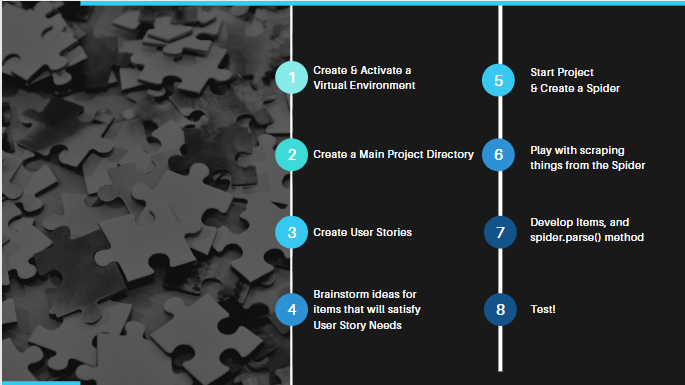 1
Create & Activate a
Virtual Environment
2
Create a Main Project Directory
3
Create User Stories
4
Brainstorm ideas for
items that will satisfy
User Story Needs
5
Start Project
& Create a Spider
6
Play with scraping
things from the Spider
7
Develop Items, and
spider.parse() method
8
Test!